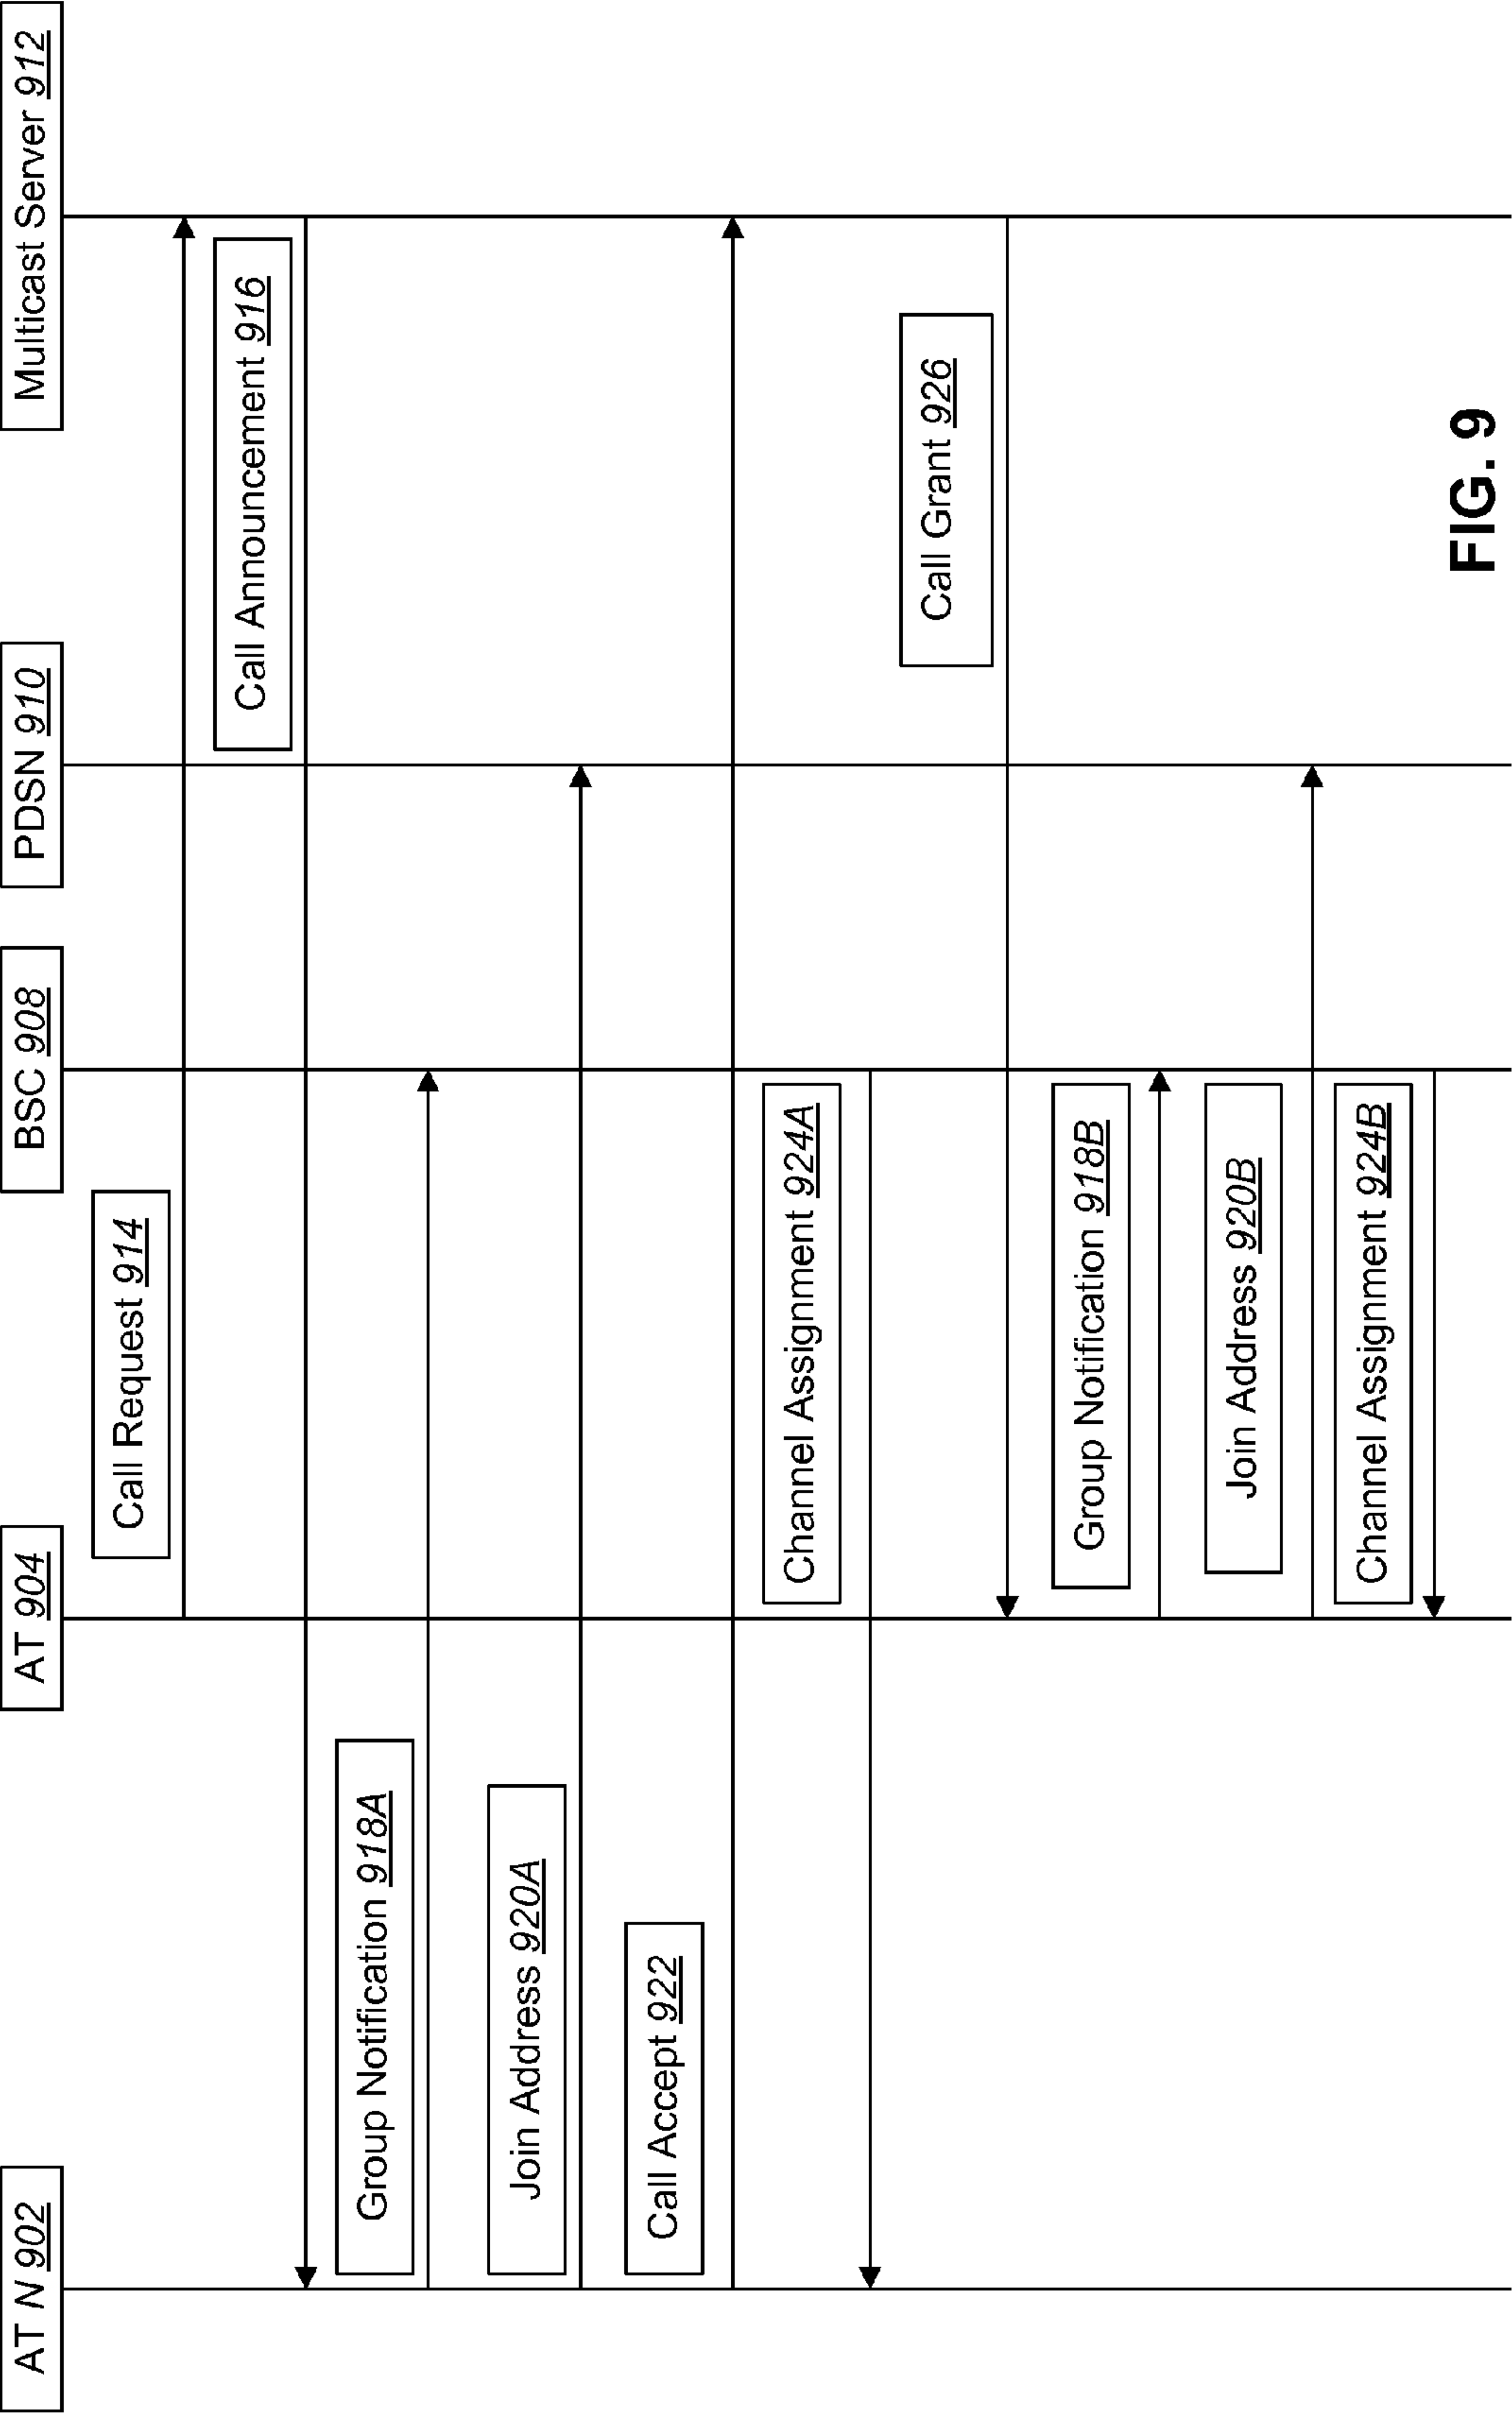 AT N 902
AT 904
BSC 908
PDSN 910
Multicast Server 912
Call Request 914
Call Announcement 916
Group Notification 918A
Join Address 920A
Call Accept 922
Channel Assignment 924A
Call Grant 926
Group Notification 918B
Join Address 920B
Channel Assignment 924B
FIG. 9